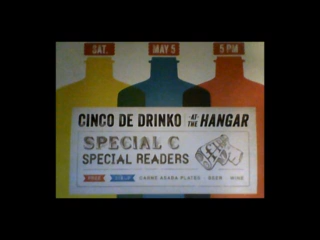 SAT. MAY 5 5 PM
CINCO DE DRINKO AT THE HANGAR
SPECIAL C
SPECIAL READERS
CARNE ASADA PLATES BEER WINE